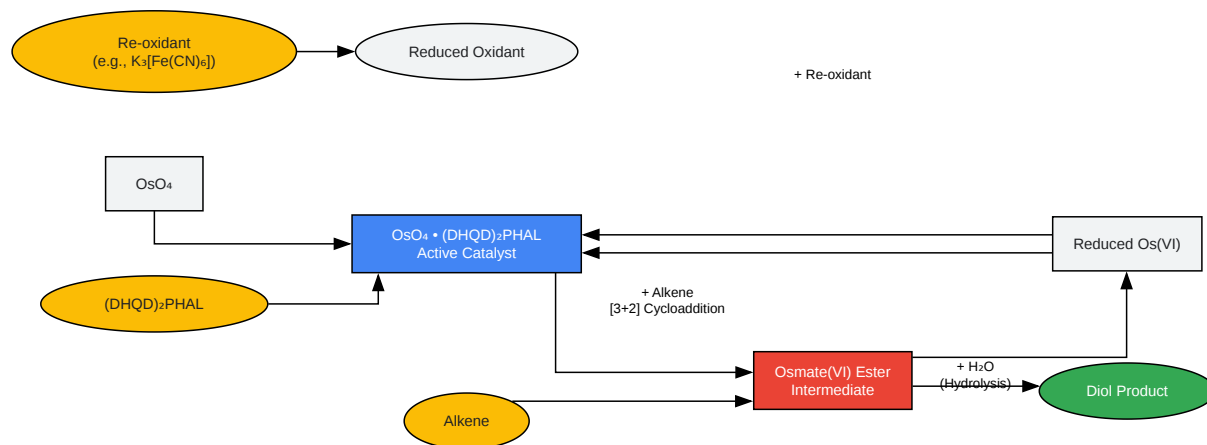 Re-oxidant
(e.g., K₃[Fe(CN)₆])
Reduced Oxidant
+ Re-oxidant
OsO₄
OsO₄ • (DHQD)₂PHAL
Active Catalyst
Reduced Os(VI)
(DHQD)₂PHAL
+ Alkene
[3+2] Cycloaddition
Osmate(VI) Ester
Intermediate
+ H₂O
(Hydrolysis)
Diol Product
Alkene